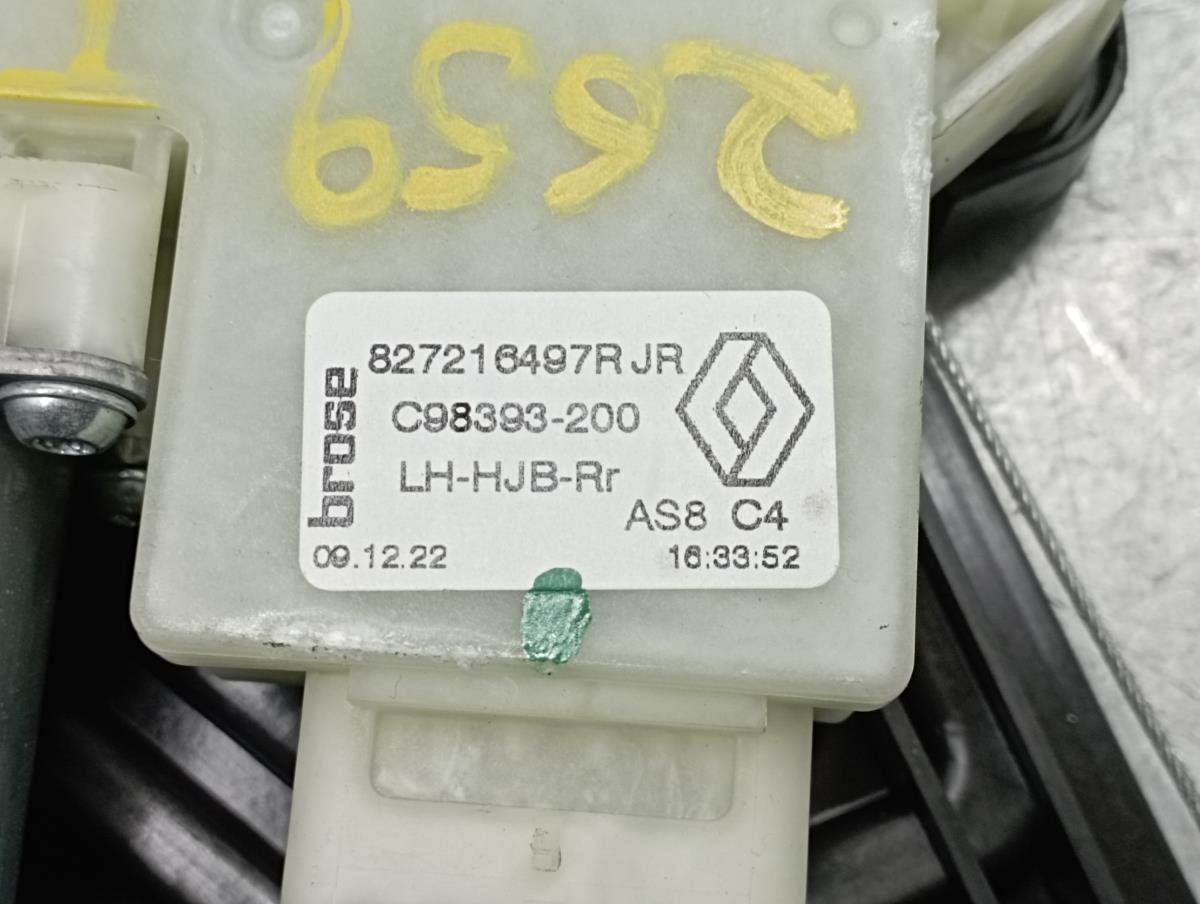 2659
brose
827216497R JR
C98393-200
LH-HJB-Rr
AS8 C4
09.12.22
16:33:52